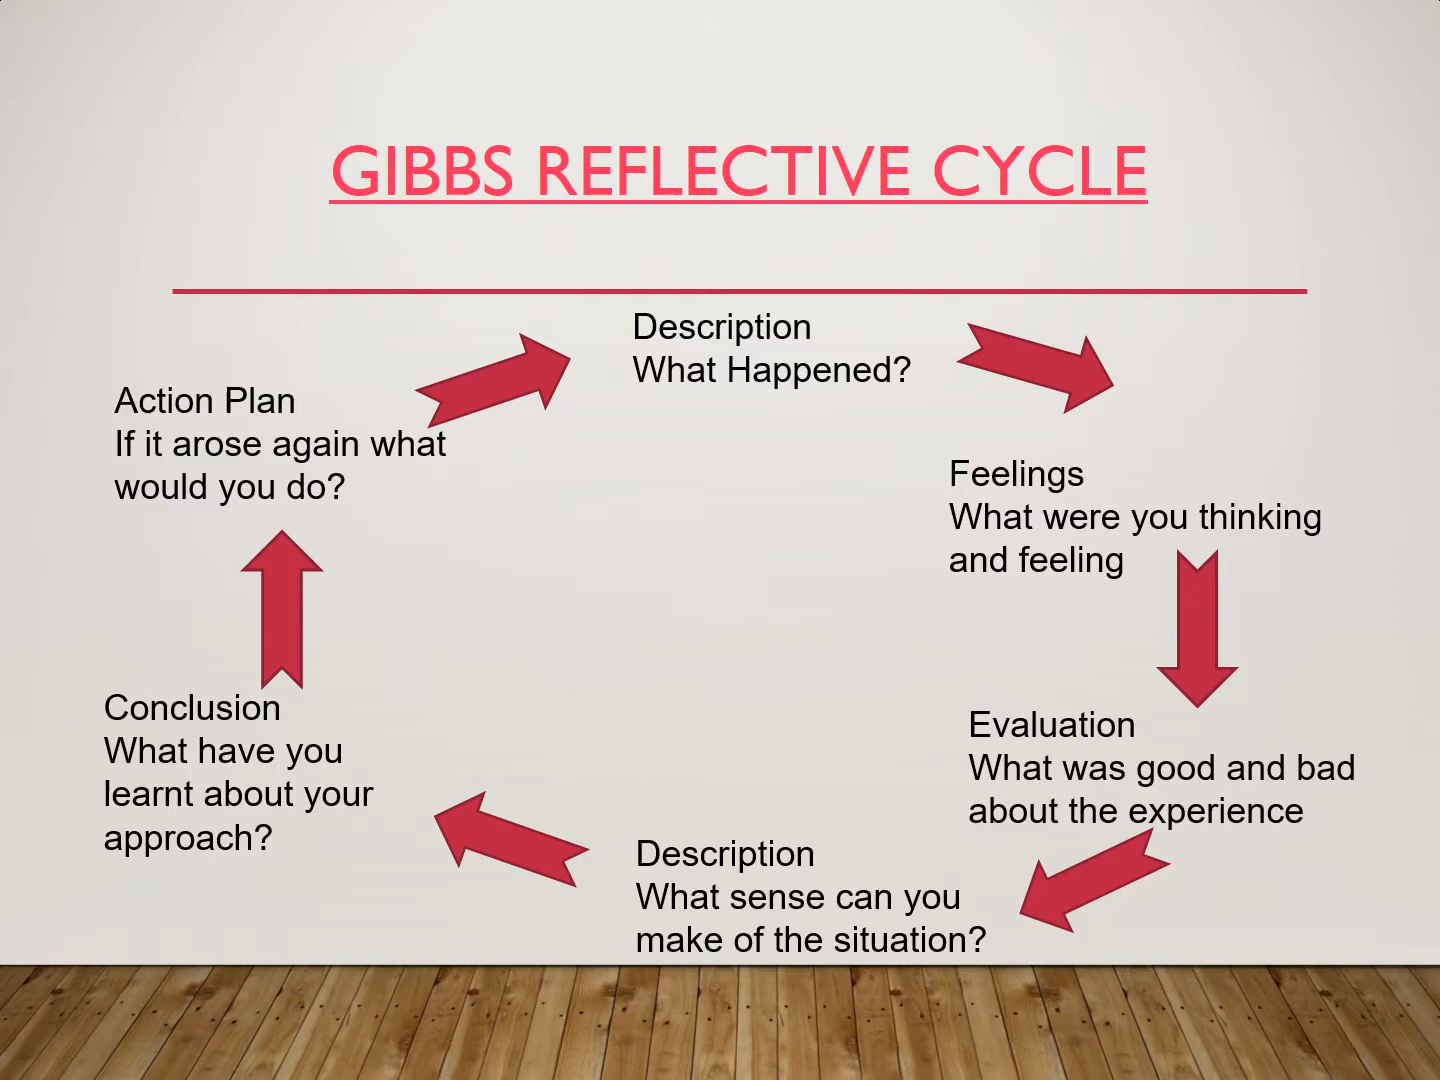 GIBBS REFLECTIVE CYCLE
Description
What Happened?
Feelings
What were you thinking
and feeling
Evaluation
What was good and bad
about the experience
Description
What sense can you
make of the situation?
Conclusion
What have you
learnt about your
approach?
Action Plan
If it arose again what
would you do?